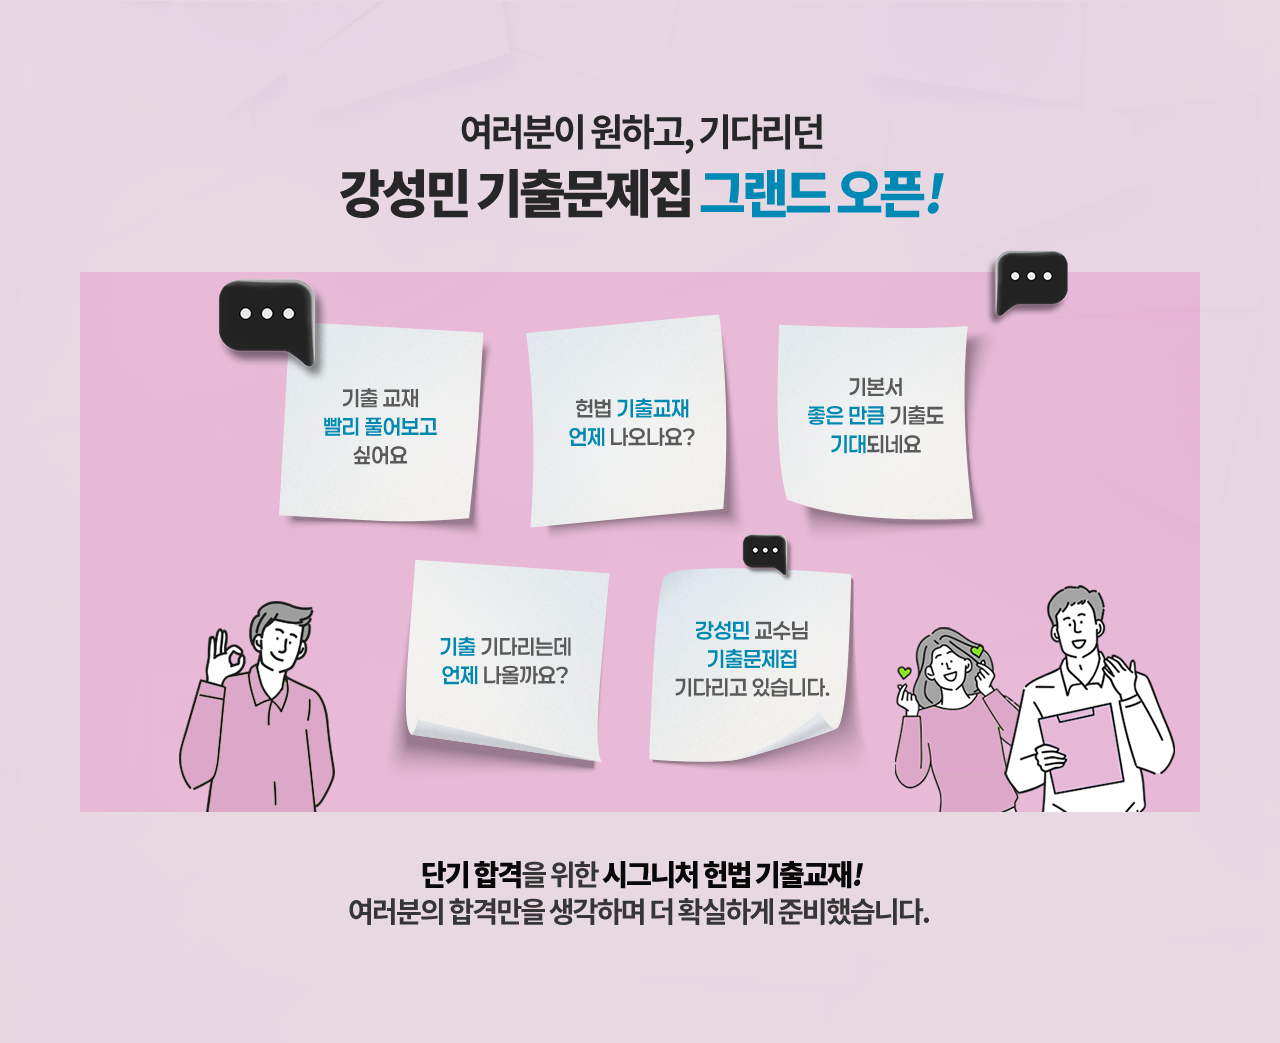 여러분이 원하고, 기다리던
강성민 기출문제집 그랜드 오픈!
기출 교재
빨리 풀어보고
싶어요
헌법 기출교재
언제 나오나요?
기본서
좋은 만큼 기출도
기대되네요
기출 기다리는데
언제 나올까요?
강성민 교수님
기출문제집
기다리고 있습니다.
단기 합격을 위한 시그니처 헌법 기출교재!
여러분의 합격만을 생각하며 더 확실하게 준비했습니다.